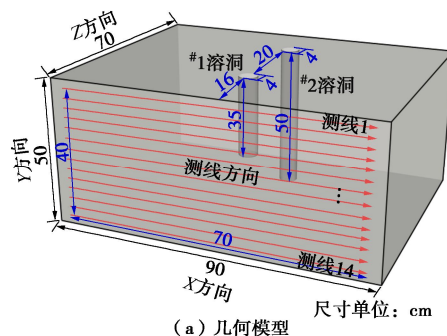 Z方向
70
#1溶洞
20
4
16
4
#2溶洞
测线1
35
50
Y方向
50
40
测线方向
⋮
70
测线14
90
X方向
尺寸单位：cm
（a）几何模型